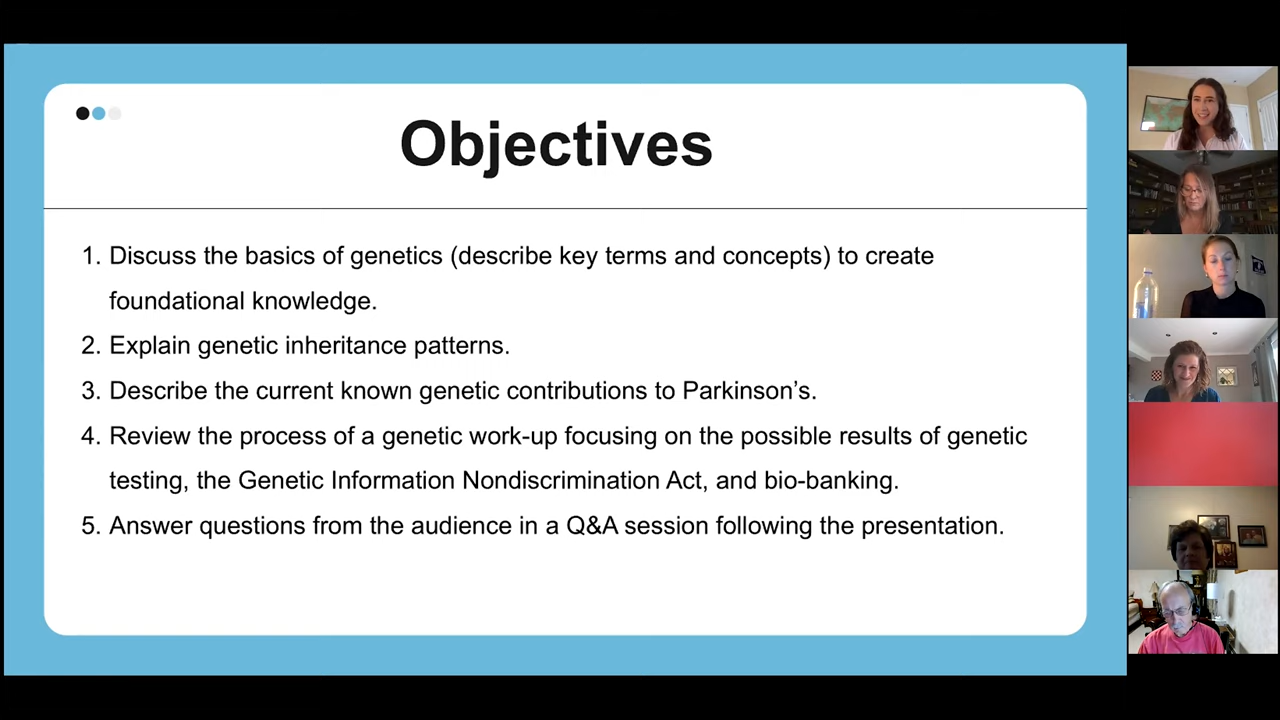 Objectives
1. Discuss the basics of genetics (describe key terms and concepts) to create
foundational knowledge.
2. Explain genetic inheritance patterns.
3. Describe the current known genetic contributions to Parkinson’s.
4. Review the process of a genetic work-up focusing on the possible results of genetic
testing, the Genetic Information Nondiscrimination Act, and bio-banking.
5. Answer questions from the audience in a Q&A session following the presentation.